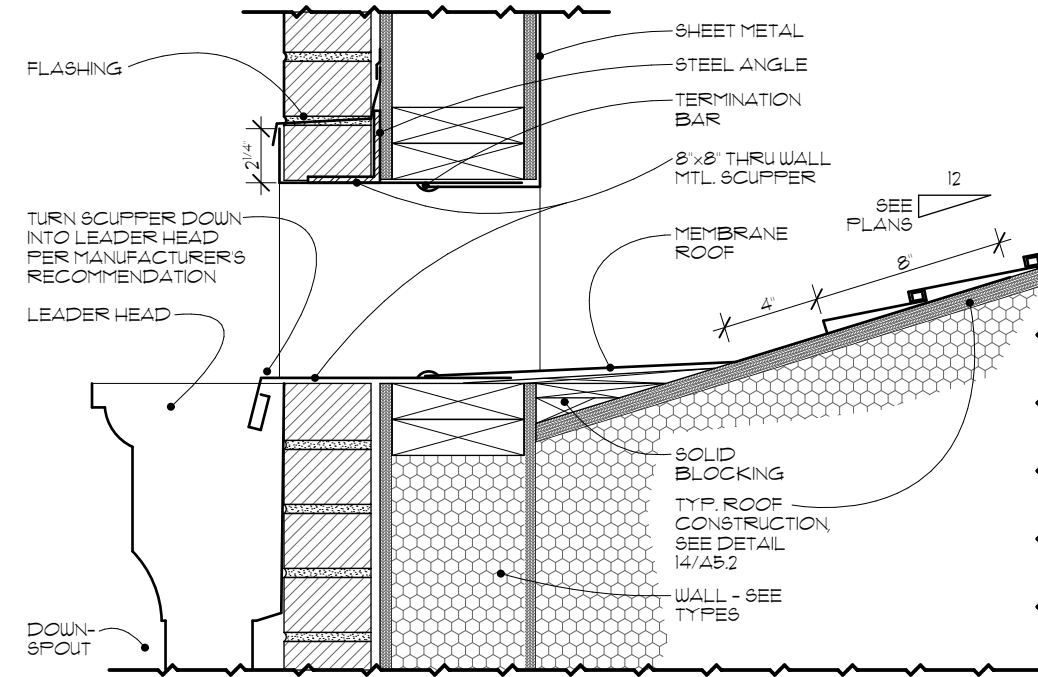 FLASHING
2 1/4"
TURN SCUPPER DOWN
INTO LEADER HEAD
PER MANUFACTURER'S
RECOMMENDATION
LEADER HEAD
DOWN-
SPOUT
SHEET METAL
STEEL ANGLE
TERMINATION
BAR
8"x8" THRU WALL
MTL. SCUPPER
12
SEE
PLANS
MEMBRANE
ROOF
8"
4"
SOLID
BLOCKING
TYP. ROOF
CONSTRUCTION,
SEE DETAIL
14/A5.2
WALL - SEE
TYPES